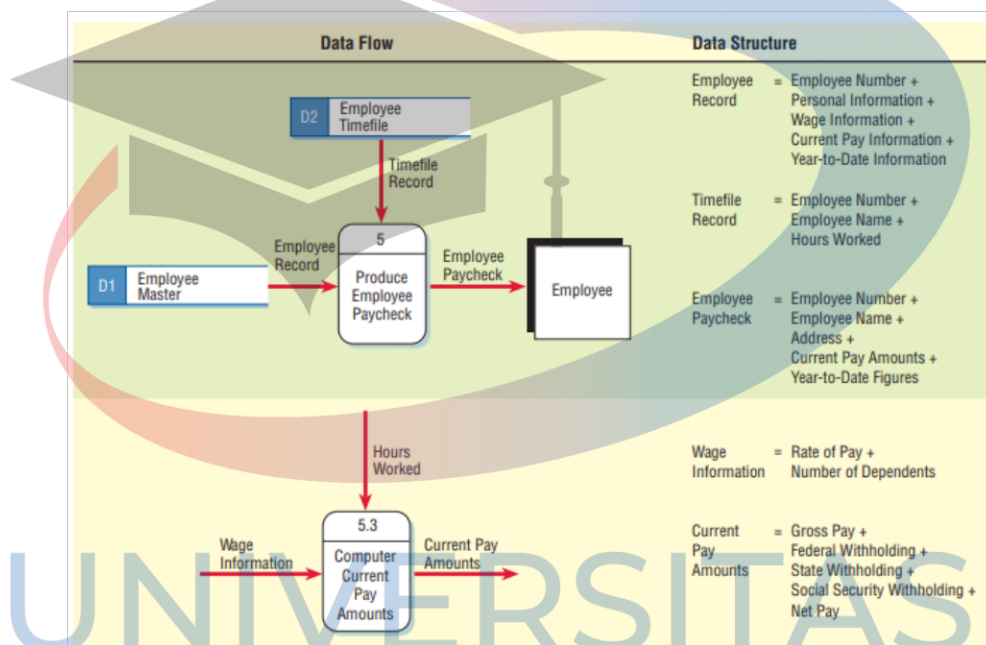 Data Flow
Data Structure
D2
Employee
Timefile
Timefile
Record
D1
Employee
Master
Employee
Record
5
Produce
Employee
Paycheck
Employee
Paycheck
Employee
Employee
Record
= Employee Number +
Personal Information +
Wage Information +
Current Pay Information +
Year-to-Date Information
Timefile
Record
= Employee Number +
Employee Name +
Hours Worked
Employee
Paycheck
= Employee Number +
Employee Name +
Address +
Current Pay Amounts +
Year-to-Date Figures
Hours
Worked
Wage
Information
5.3
Computer
Current
Pay
Amounts
Current Pay
Amounts
Wage
Information
= Rate of Pay +
Number of Dependents
Current
Pay
Amounts
= Gross Pay +
Federal Withholding +
State Withholding +
Social Security Withholding +
Net Pay
UNIVERSITAS